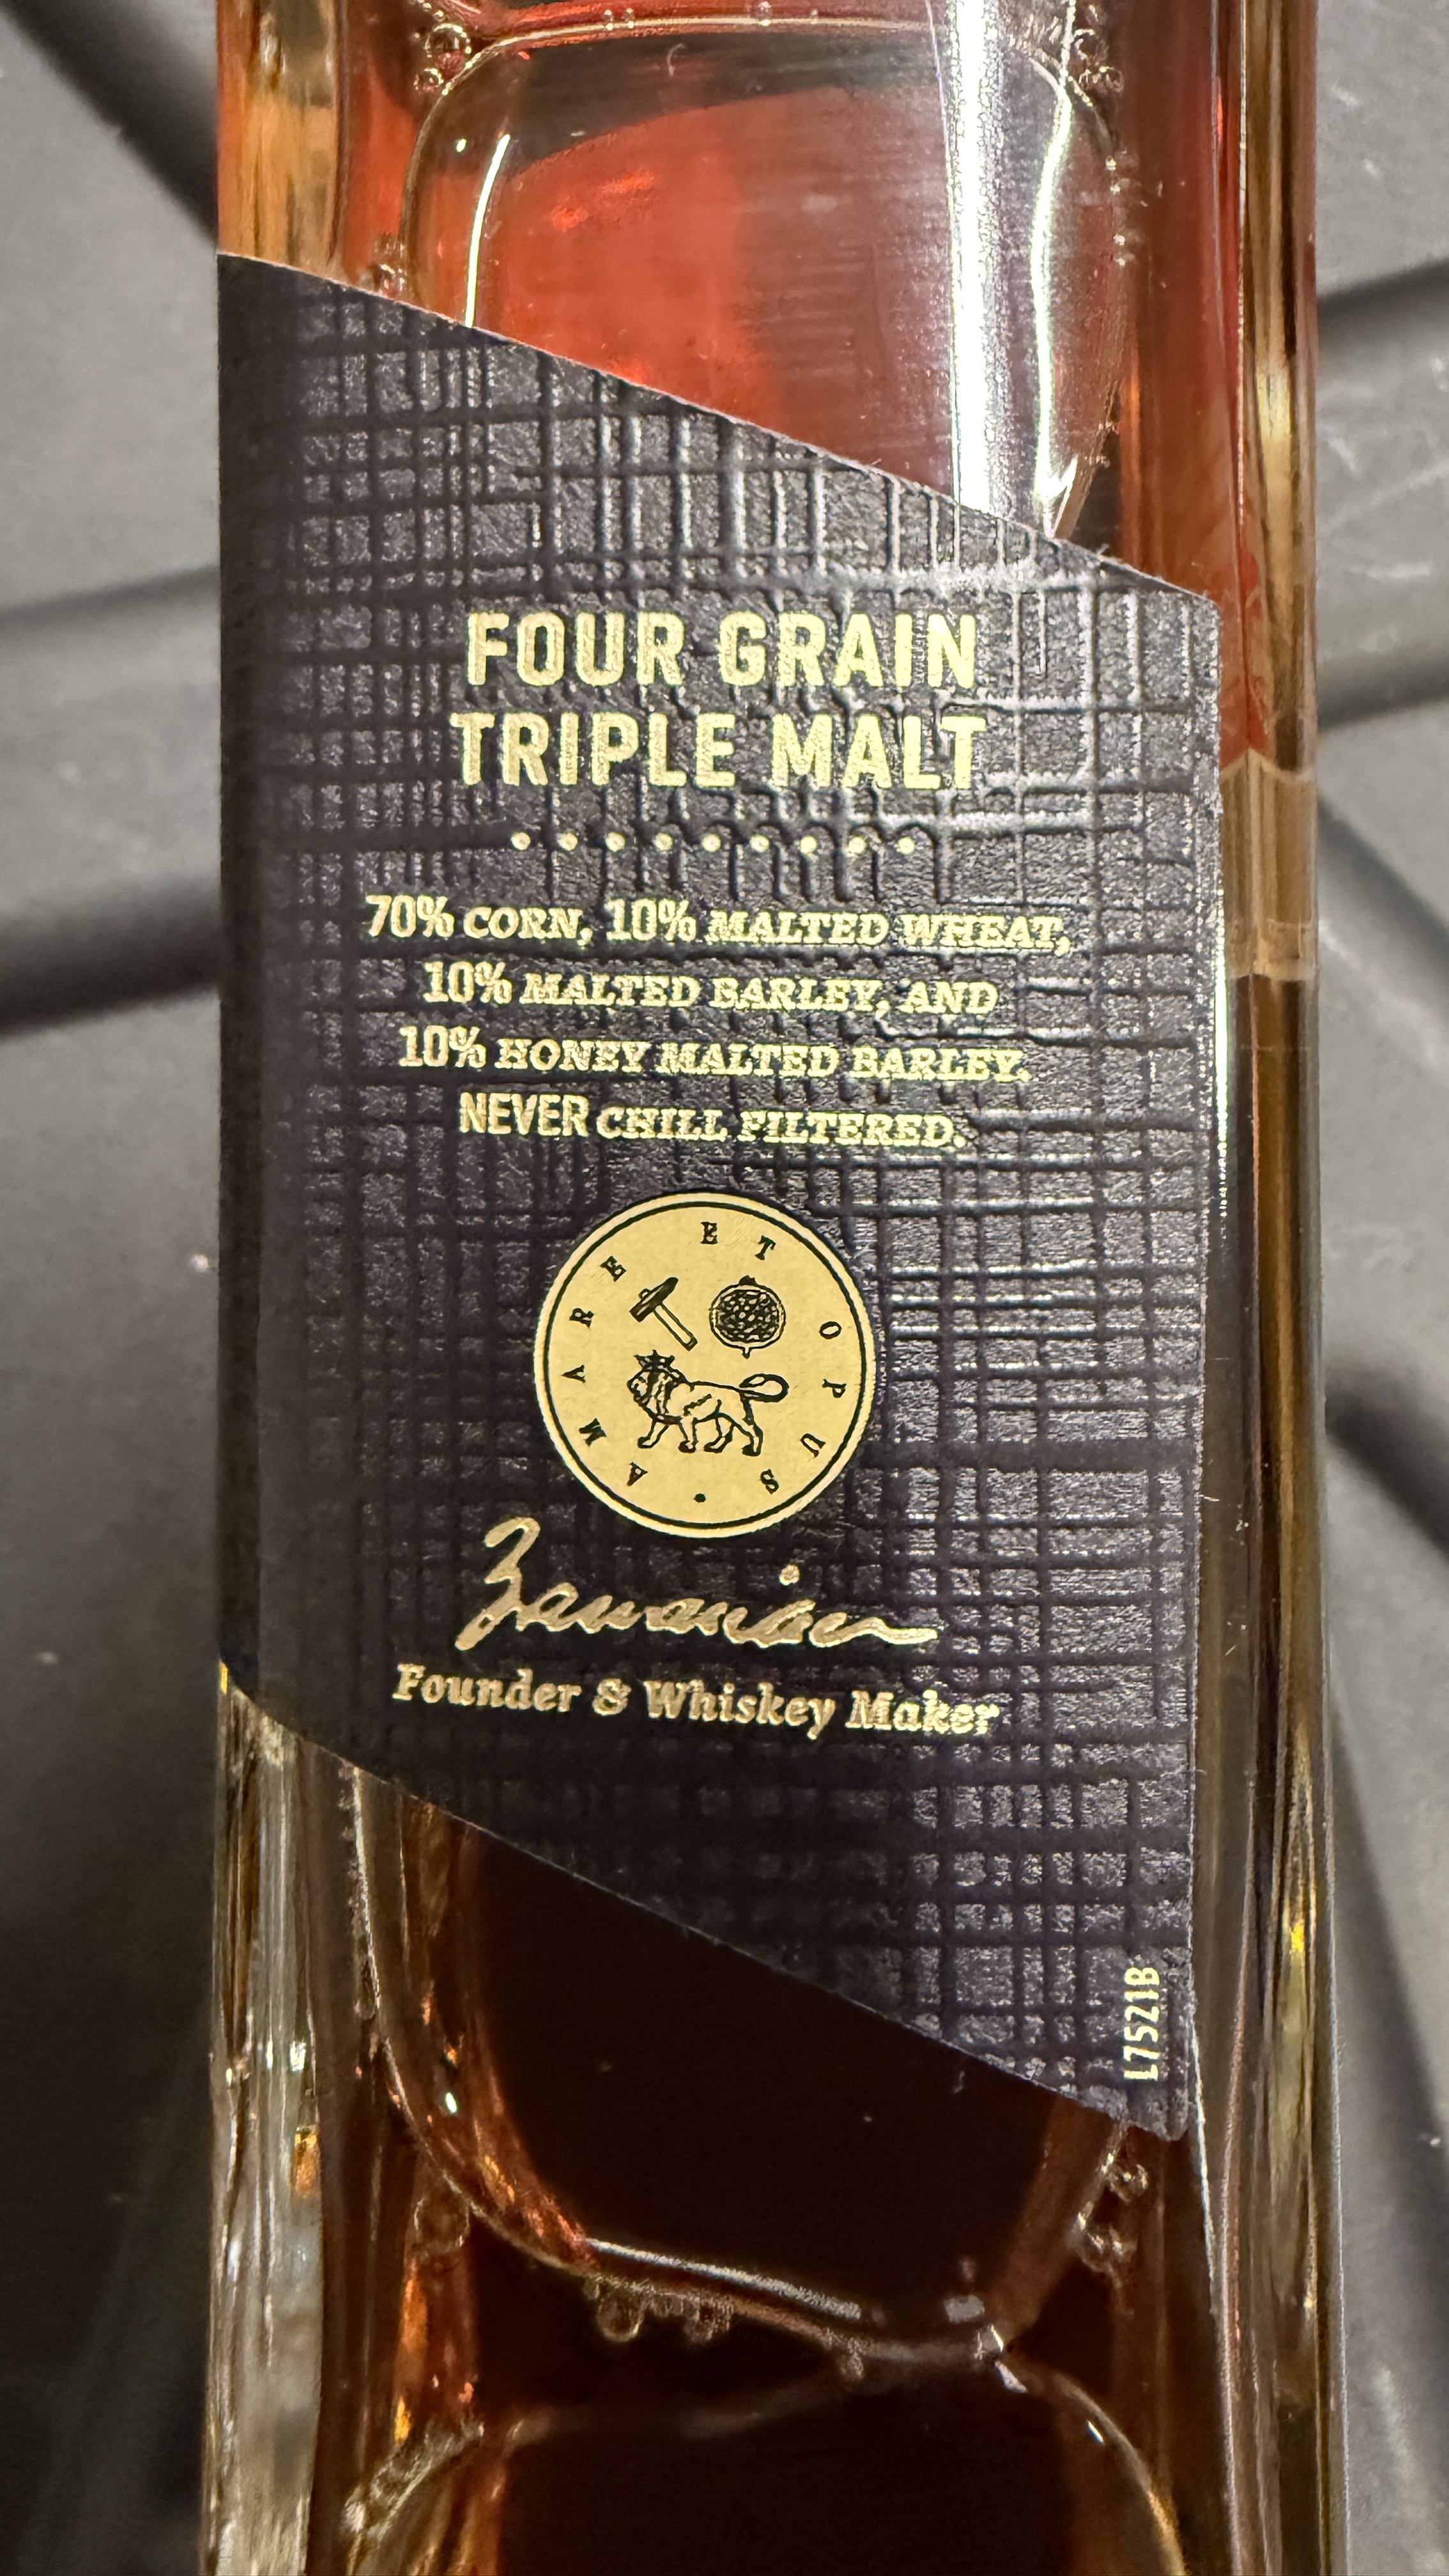 FOUR GRAIN
TRIPLE MALT
70% CORN, 10% MALTED WHEAT,
10% MALTED BARLEY, AND
10% HONEY MALTED BARLEY.
NEVER CHILL FILTERED.
AMARE ET OPUS •
Founder & Whiskey Maker
L7521B